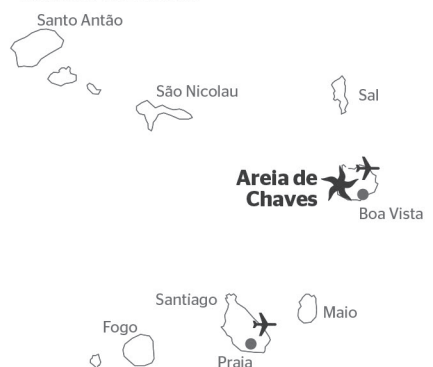 Santo Antão
São Nicolau
Sal
Areia de
Chaves
Boa Vista
Santiago
Maio
Fogo
Praia